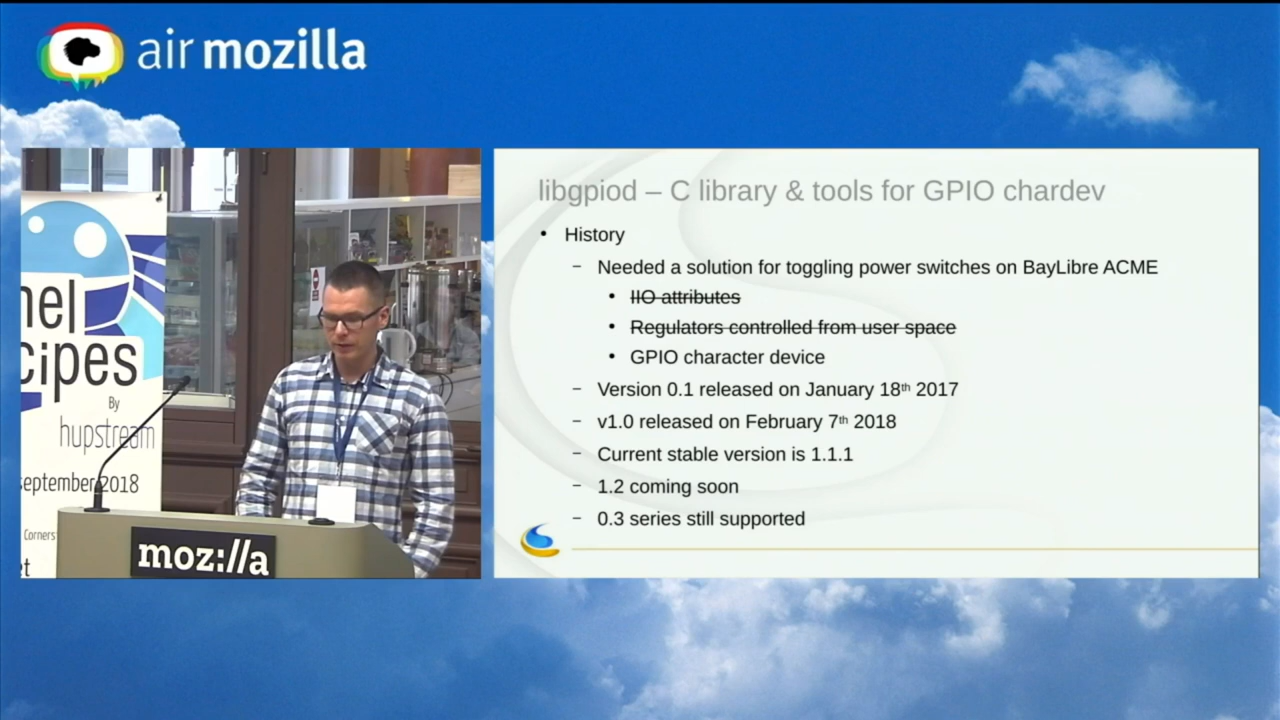 air mozilla
nel
cipes
By
hupstream
september 2018
Corners
et
moz://a
libgpiod – C library & tools for GPIO chardev
• History
– Needed a solution for toggling power switches on BayLibre ACME
• IIO attributes
• Regulators controlled from user space
• GPIO character device
– Version 0.1 released on January 18th 2017
– v1.0 released on February 7th 2018
– Current stable version is 1.1.1
– 1.2 coming soon
– 0.3 series still supported